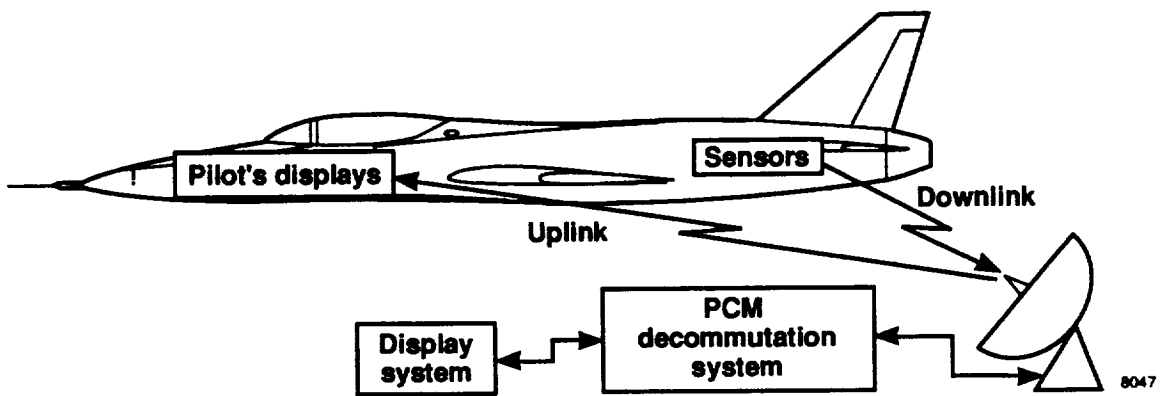 Sensors
Pilot's displays
Downlink
Uplink
PCM
decommutation
system
Display
system
8047